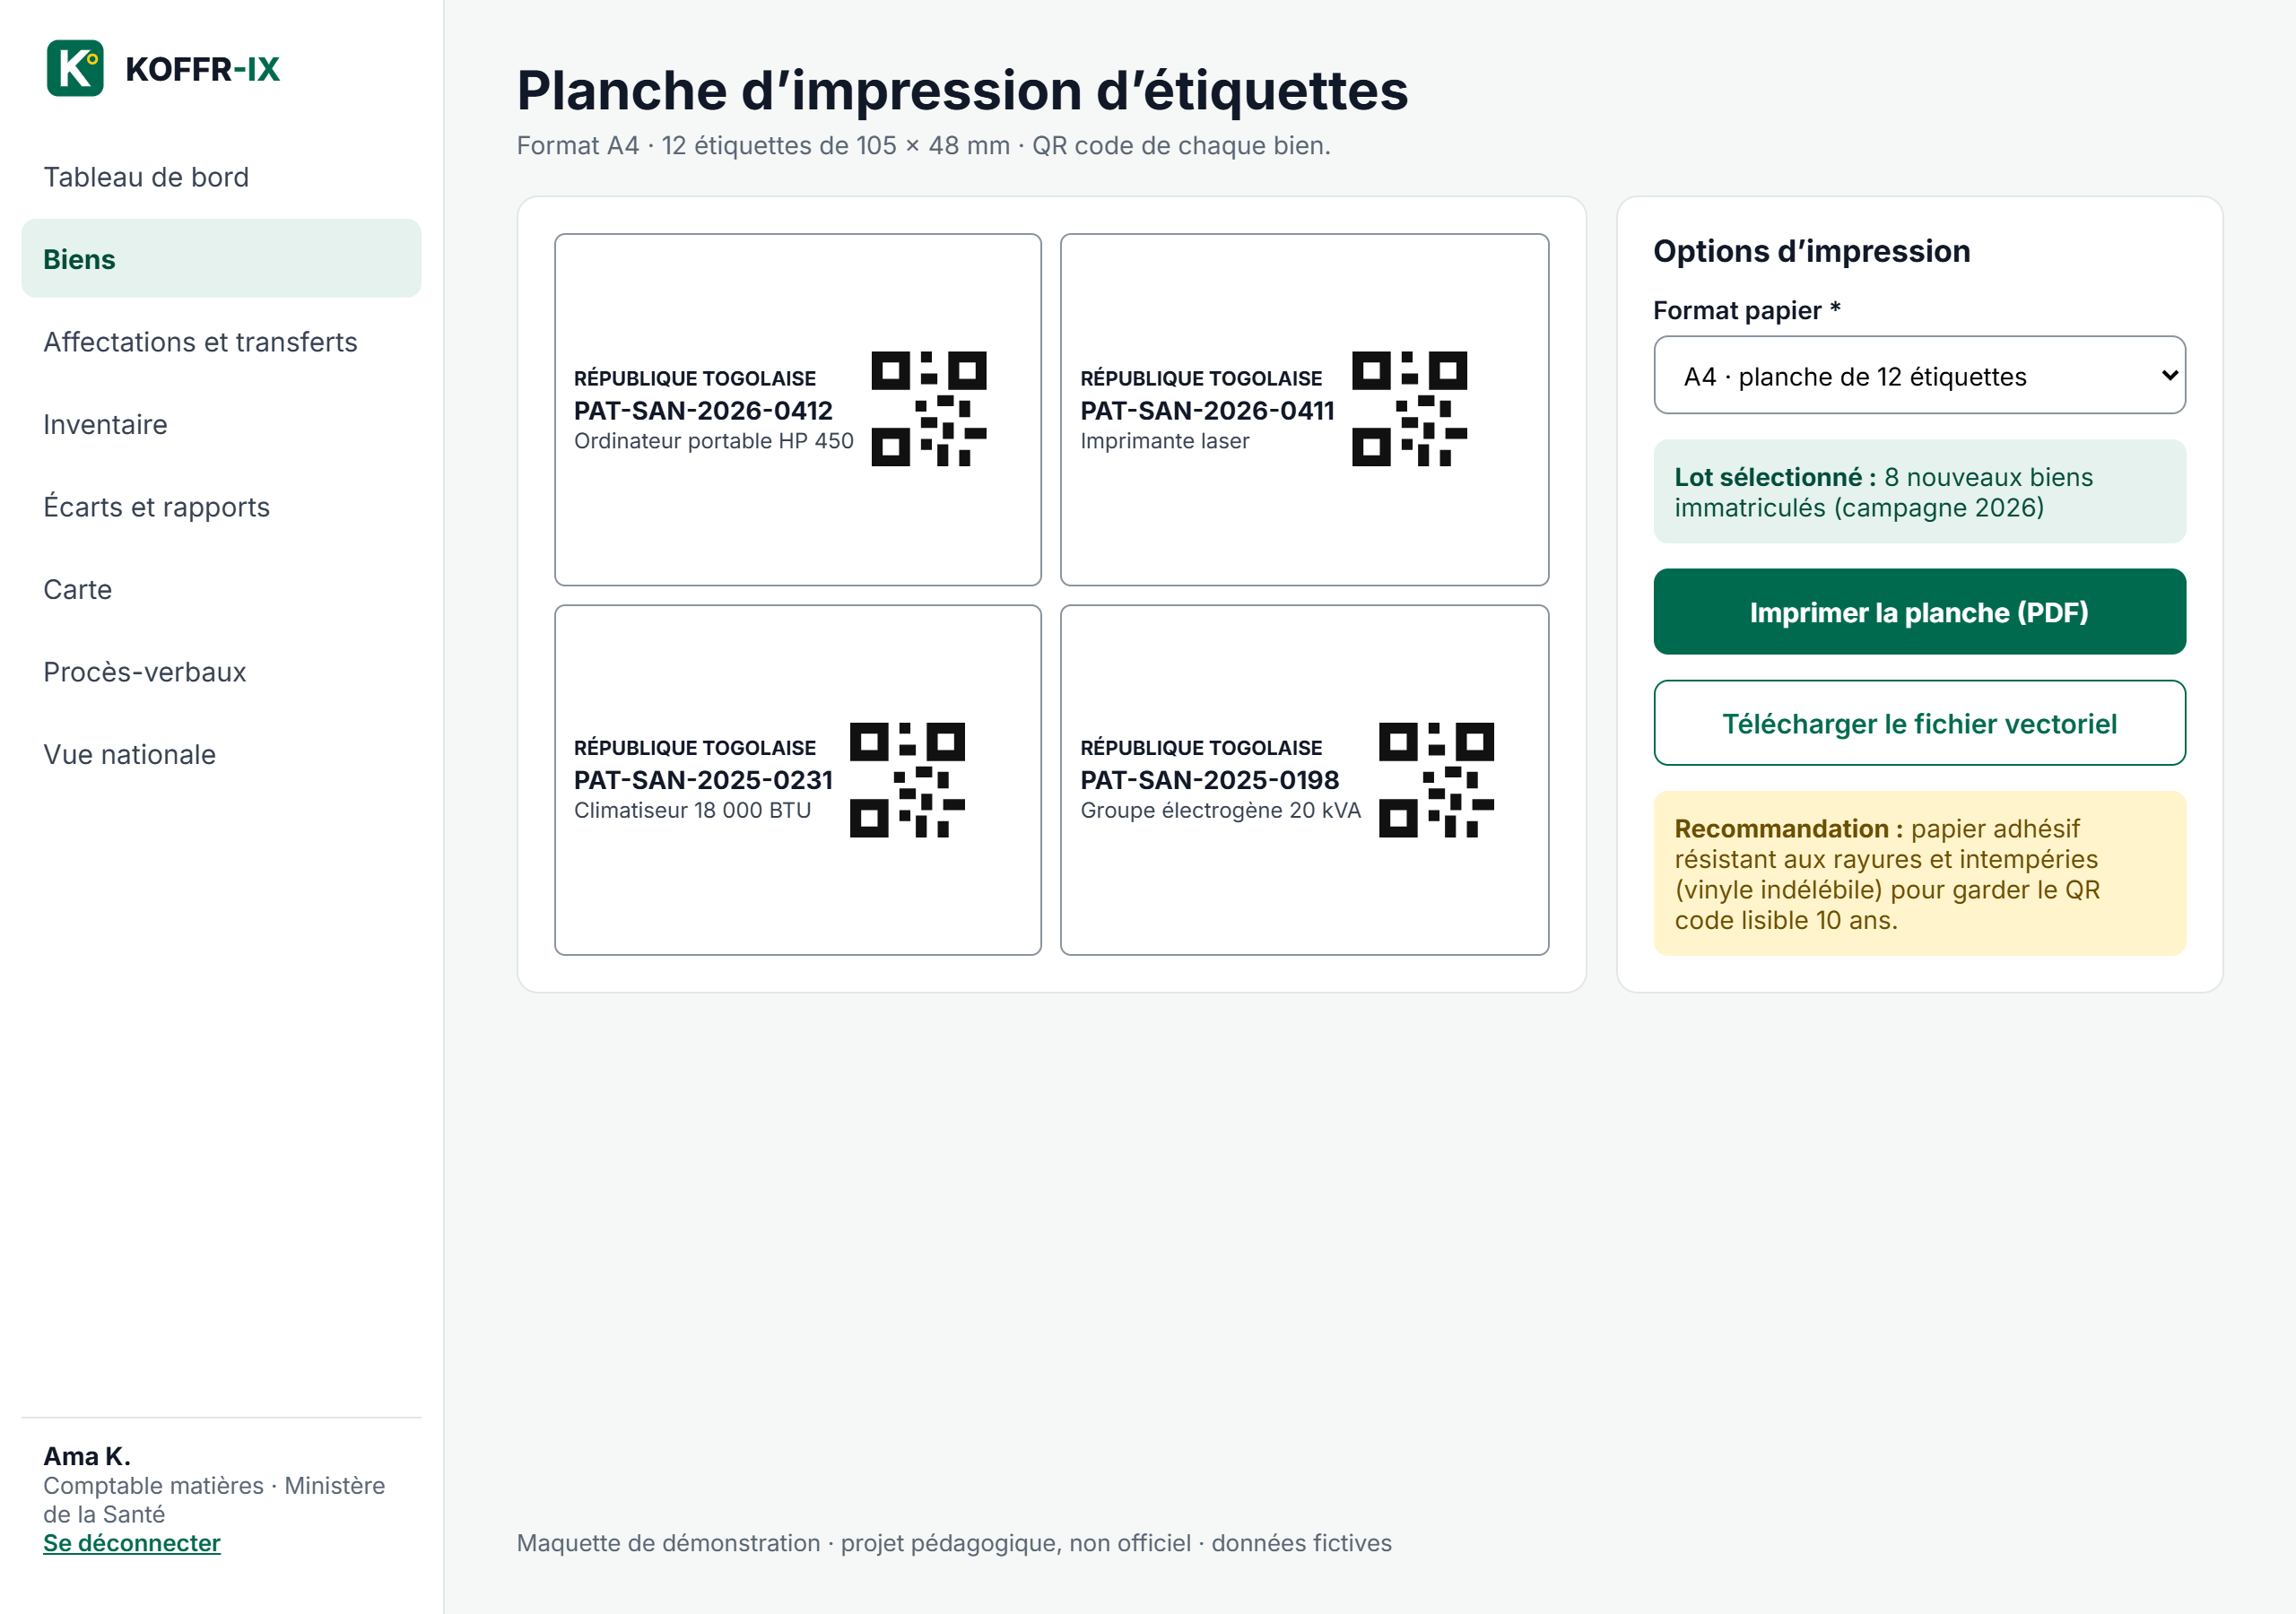 KOFFR-IX
Tableau de bord
Biens
Affectations et transferts
Inventaire
Écarts et rapports
Carte
Procès-verbaux
Vue nationale
Ama K.
Comptable matières · Ministère
de la Santé
Se déconnecter
Planche d’impression d’étiquettes
Format A4 · 12 étiquettes de 105 × 48 mm · QR code de chaque bien.
RÉPUBLIQUE TOGOLAISE
PAT-SAN-2026-0412
Ordinateur portable HP 450
RÉPUBLIQUE TOGOLAISE
PAT-SAN-2026-0411
Imprimante laser
RÉPUBLIQUE TOGOLAISE
PAT-SAN-2025-0231
Climatiseur 18 000 BTU
RÉPUBLIQUE TOGOLAISE
PAT-SAN-2025-0198
Groupe électrogène 20 kVA
Options d’impression
Format papier *
A4 · planche de 12 étiquettes
Lot sélectionné : 8 nouveaux biens
immatriculés (campagne 2026)
Imprimer la planche (PDF)
Télécharger le fichier vectoriel
Recommandation : papier adhésif
résistant aux rayures et intempéries
(vinyle indélébile) pour garder le QR
code lisible 10 ans.
Maquette de démonstration · projet pédagogique, non officiel · données fictives